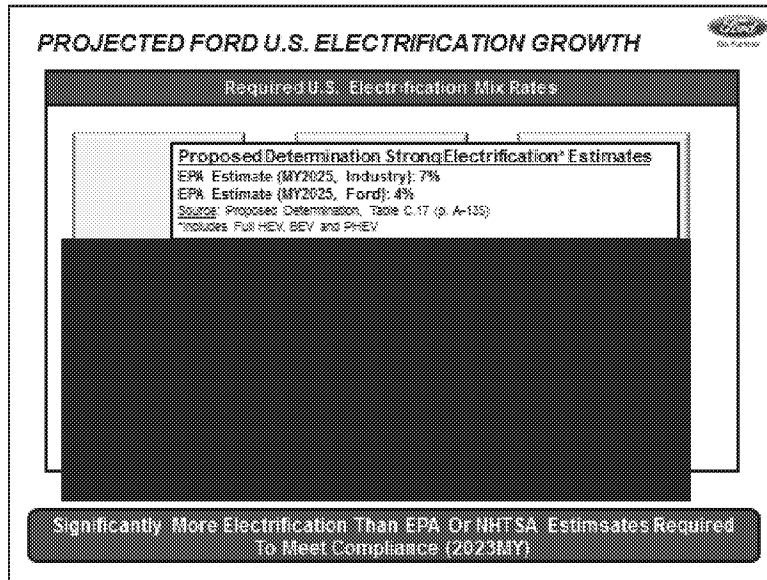 PROJECTED FORD U.S. ELECTRIFICATION GROWTH
Required U.S. Electrification Mix Rates
Proposed Determination Strong Electrification* Estimates
EPA Estimate (MY2025, Industry): 7%
EPA Estimate (MY2025, Ford): 4%
Source: Proposed Determination, Table C.17 (p. A-135)
*Includes Full HEV, BEV and PHEV
Significantly More Electrification Than EPA Or NHTSA Estimsates Required
To Meet Compliance (2023MY)